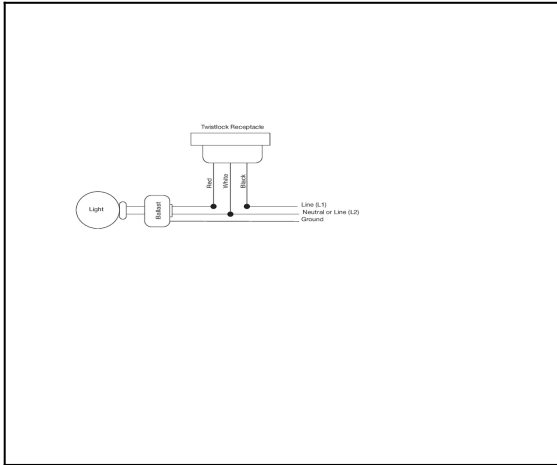 Twistlock Receptacle
Red
White
Black
Light
Ballast
Line (L1)
Neutral or Line (L2)
Ground